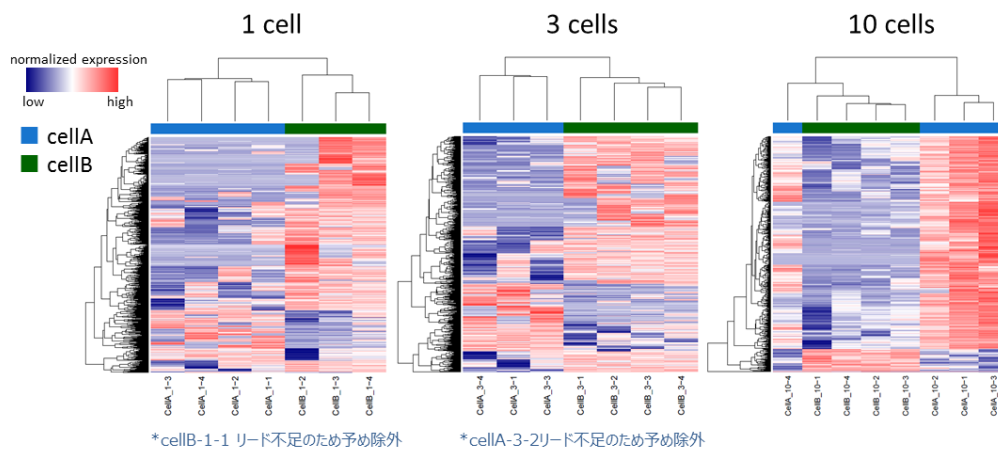 1 cell
3 cells
10 cells
normalized expression
low high
cellA
cellB
CellA_1-3 CellA_1-4 CellA_1-2 CellA_1-1 CellB_1-2 CellB_1-3 CellB_1-4
CellA_3-4 CellA_3-1 CellA_3-3 CellB_3-1 CellB_3-2 CellB_3-3 CellB_3-4
CellA_10-4 CellB_10-1 CellB_10-4 CellB_10-2 CellB_10-3 CellA_10-2 CellA_10-1 CellA_10-3
*cellB-1-1 リード不足のため予め除外
*cellA-3-2リード不足のため予め除外